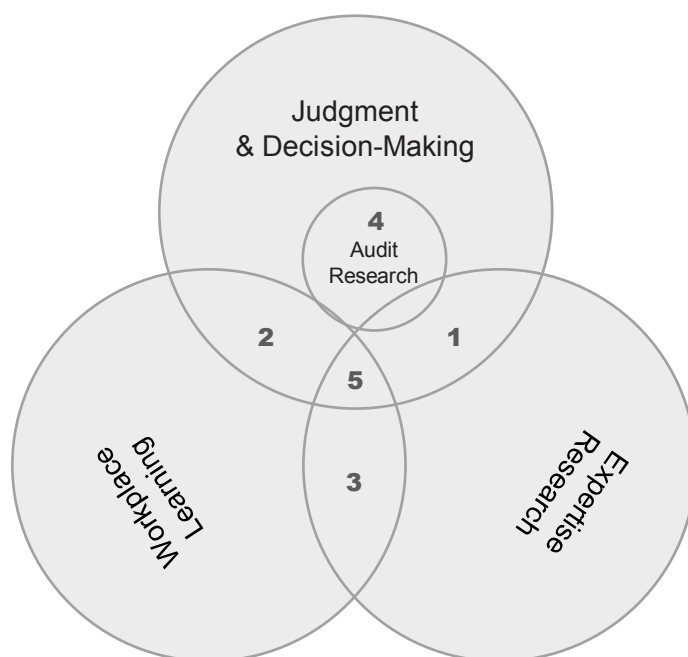 Judgment
& Decision-Making
4
Audit
Research
2
1
5
3
Workplace
Learning
Expertise
Research